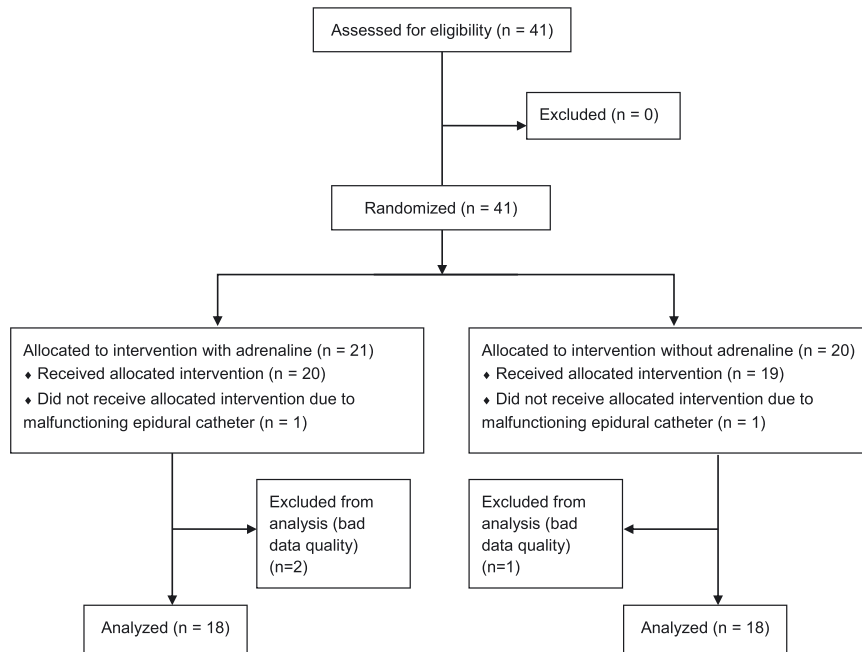 Assessed for eligibility (n = 41)
Excluded (n = 0)
Randomized (n = 41)
Allocated to intervention with adrenaline (n = 21)
♦ Received allocated intervention (n = 20)
♦ Did not receive allocated intervention due to
malfunctioning epidural catheter (n = 1)
Allocated to intervention without adrenaline (n = 20)
♦ Received allocated intervention (n = 19)
♦ Did not receive allocated intervention due to
malfunctioning epidural catheter (n = 1)
Excluded from
analysis (bad
data quality)
(n=2)
Excluded from
analysis (bad
data quality)
(n=1)
Analyzed (n = 18)
Analyzed (n = 18)